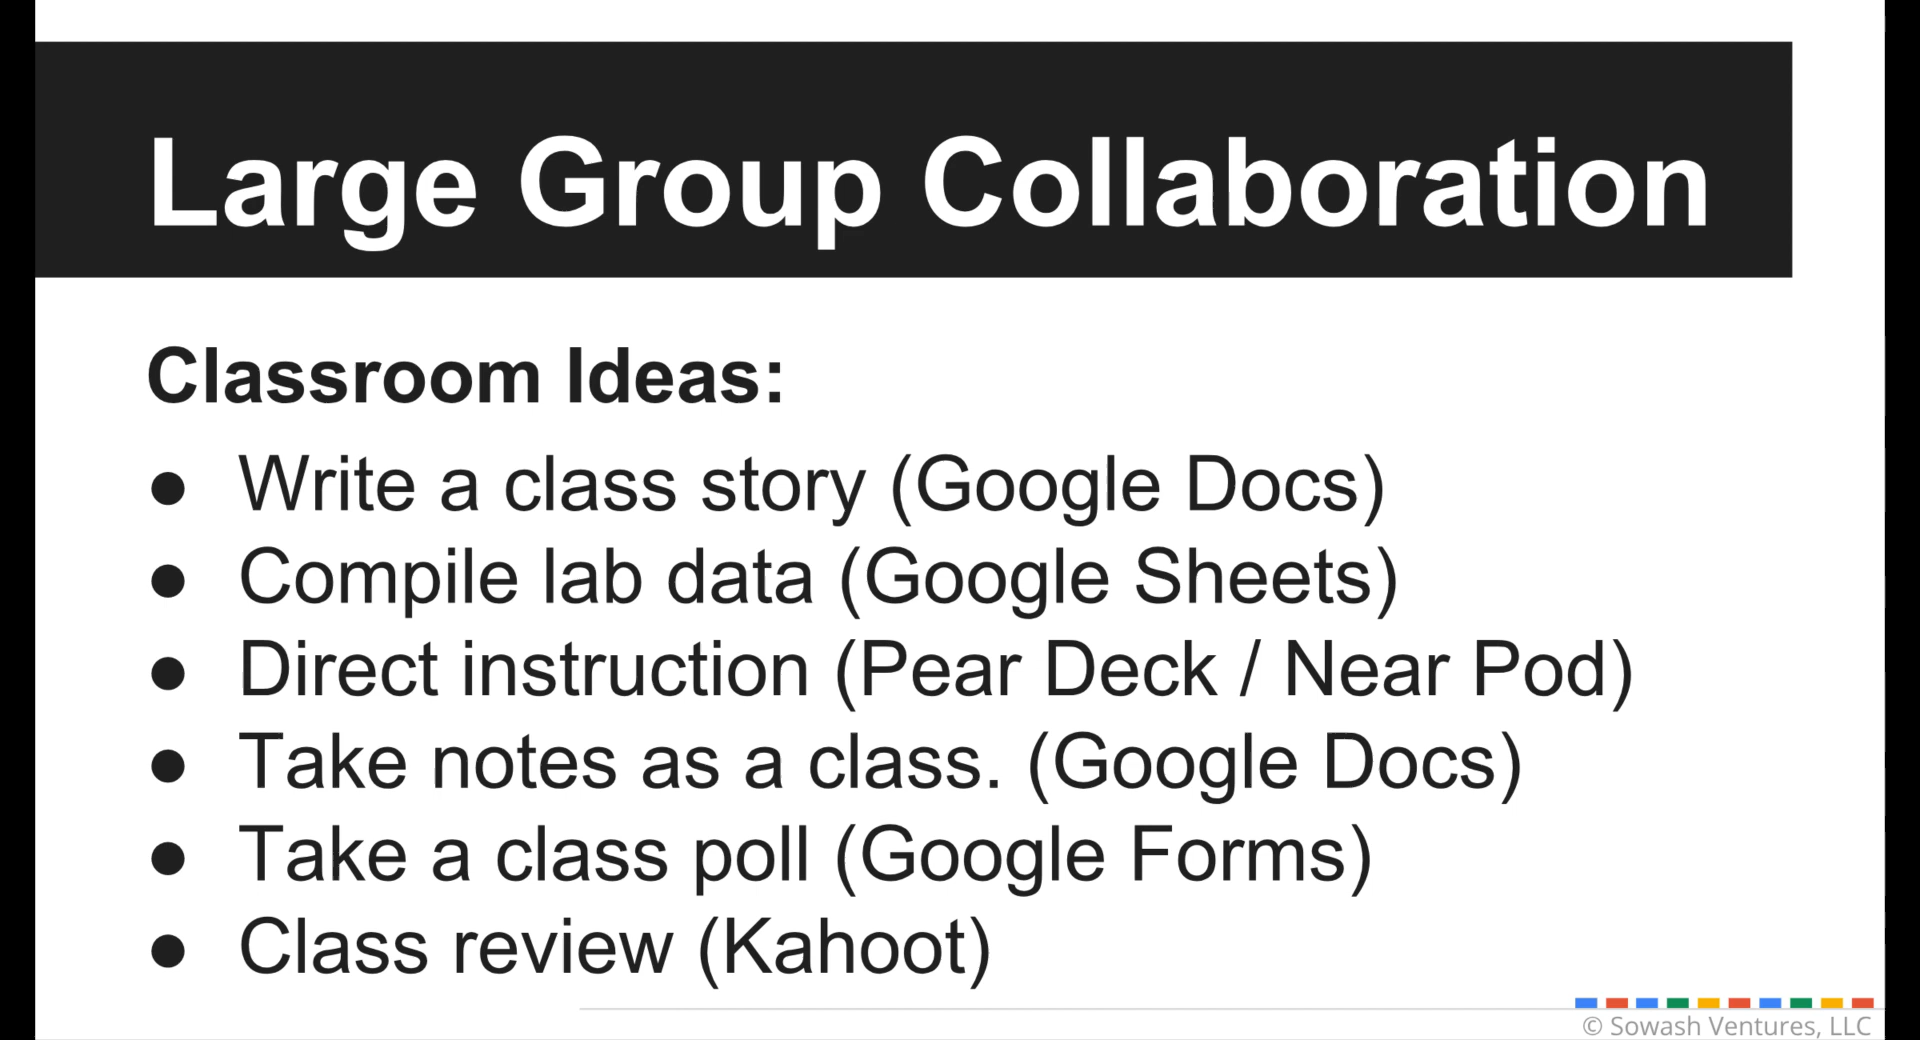 Large Group Collaboration
Classroom Ideas:
● Write a class story (Google Docs)
● Compile lab data (Google Sheets)
● Direct instruction (Pear Deck / Near Pod)
● Take notes as a class. (Google Docs)
● Take a class poll (Google Forms)
● Class review (Kahoot)
© Sowash Ventures, LLC